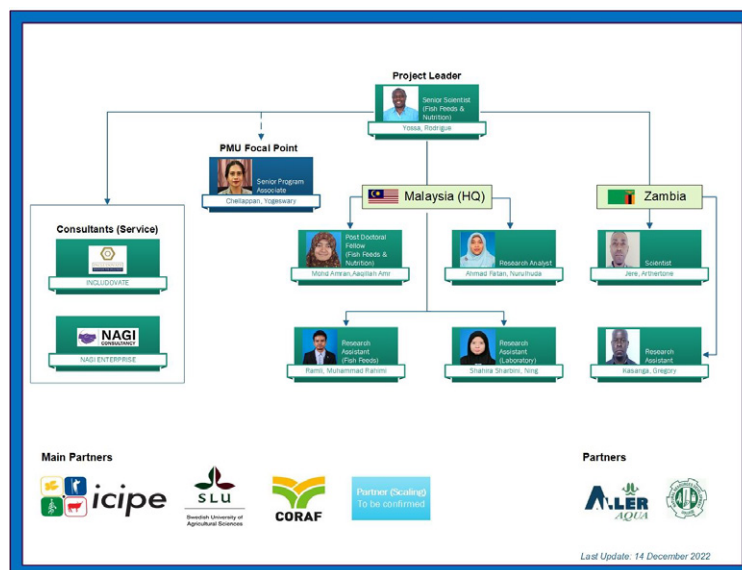 Project Leader
Senior Scientist
(Fish Feeds &
Nutrition)
Yossa, Rodrigue
PMU Focal Point
Senior Program
Associate
Chellappan, Yogeswary
Consultants (Service)
INCLUDOVATE
NAGI
CONSULTANCY
NAGI ENTERPRISE
Malaysia (HQ)
Zambia
Post Doctoral
Fellow
(Fish Feeds &
Nutrition)
Mohd Amran, Aaqillah Amr
Research Analyst
Ahmad Fatan, Nurulhuda
Scientist
Jere, Arthertone
Research
Assistant
(Fish Feeds)
Ramli, Muhammad Rahimi
Research
Assistant
(Laboratory)
Shahira Sharbini, Ning
Research
Assistant
Kasanga, Gregory
Main Partners
icipe
SLU
Swedish University of
Agricultural Sciences
CORAF
Partner (Scaling)
To be confirmed
Partners
ALLER
AQUA
Last Update: 14 December 2022